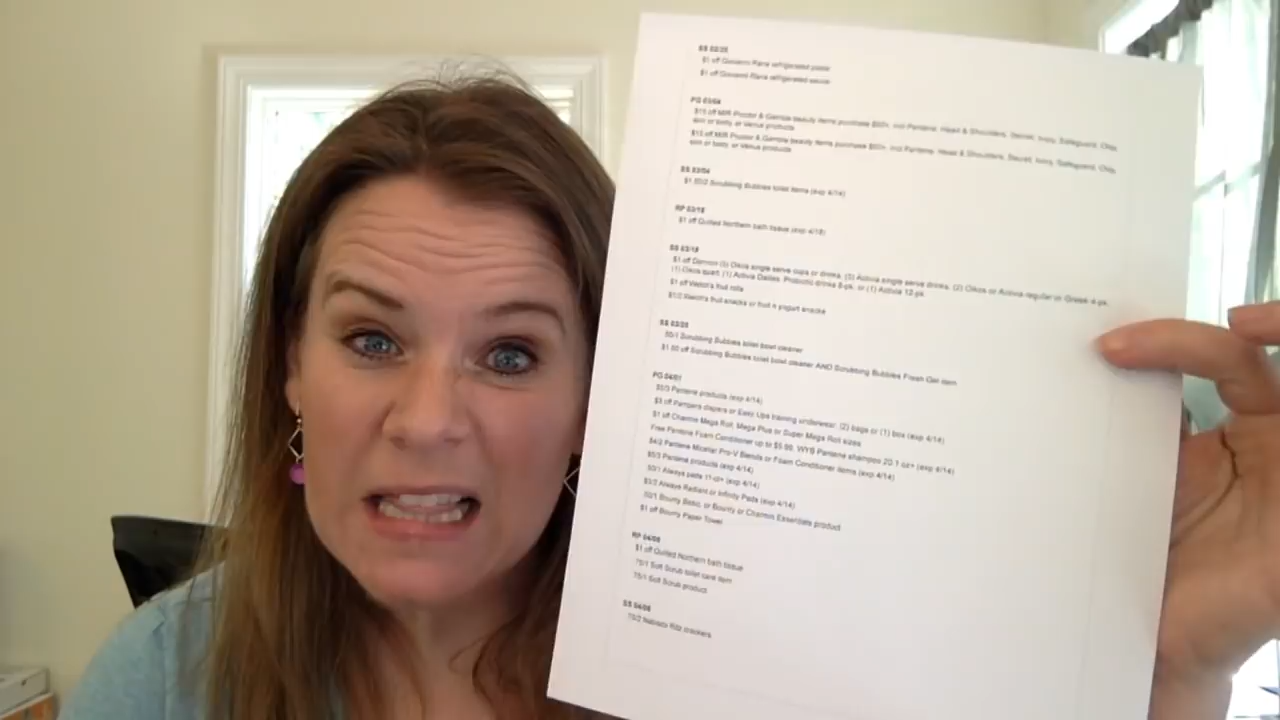 SS 02/25
$1 off Giovanni Rana refrigerated pasta
$1 off Giovanni Rana refrigerated sauce
PG 03/04
$15 off MIR Proctor & Gamble beauty items purchase $50+, incl Pantene, Head & Shoulders, Secret, Ivory, Safeguard, Olay
skin or body, or Venus products
$15 off MIR Proctor & Gamble beauty items purchase $50+, incl Pantene, Head & Shoulders, Secret, Ivory, Safeguard, Olay
skin or body, or Venus products
SS 03/04
Scrubbing Bubbles toilet items (exp 4/14)
RP 03/18
$1 off Quilted Northern bath tissue (exp 4/18)
SS 03/18
$1 off Dannon (5) Oikos single serve cups or drinks, (5) Activia single serve drinks, (2) Oikos or Activia regular or Greek 4-pk,
(1) Oikos quart, (1) Activia Dailies Probiotic drinks 8-pk, or (1) Activia 12-pk
$1 off Welch's fruit rolls
$1/2 Welch's fruit snacks or fruit n yogurt snacks
SS 03/25
.50/1 Scrubbing Bubbles toilet bowl cleaner
off Scrubbing Bubbles toilet bowl cleaner AND Scrubbing Bubbles Fresh Gel item
PG 04/01
Pantene products (exp 4/14)
$3 off Pampers diapers or Easy Ups training underwear: (2) bags or (1) box (exp 4/14)
$1 off Charmin Mega Roll, Mega Plus or Super Mega Roll sizes
Free Pantene Foam Conditioner up to $5.99, WYB Pantene shampoo 20.1 oz+ (exp 4/14)
$4/2 Pantene Micellar Pro-V Blends or Foam Conditioner items (exp 4/14)
Pantene products (exp 4/14)
.50/1 Always pads 11-ct+ (exp 4/14)
$3/2 Always Radiant or Infinity Pads (exp 4/14)
.50/1 Bounty Basic, or Bounty or Charmin Essentials product
$1 off Bounty Paper Towel
RP 04/08
$1 off Quilted Northern bath tissue
.75/1 Soft Scrub toilet care item
.75/1 Soft Scrub product
SS 04/08
.75/2 Nabisco Ritz crackers